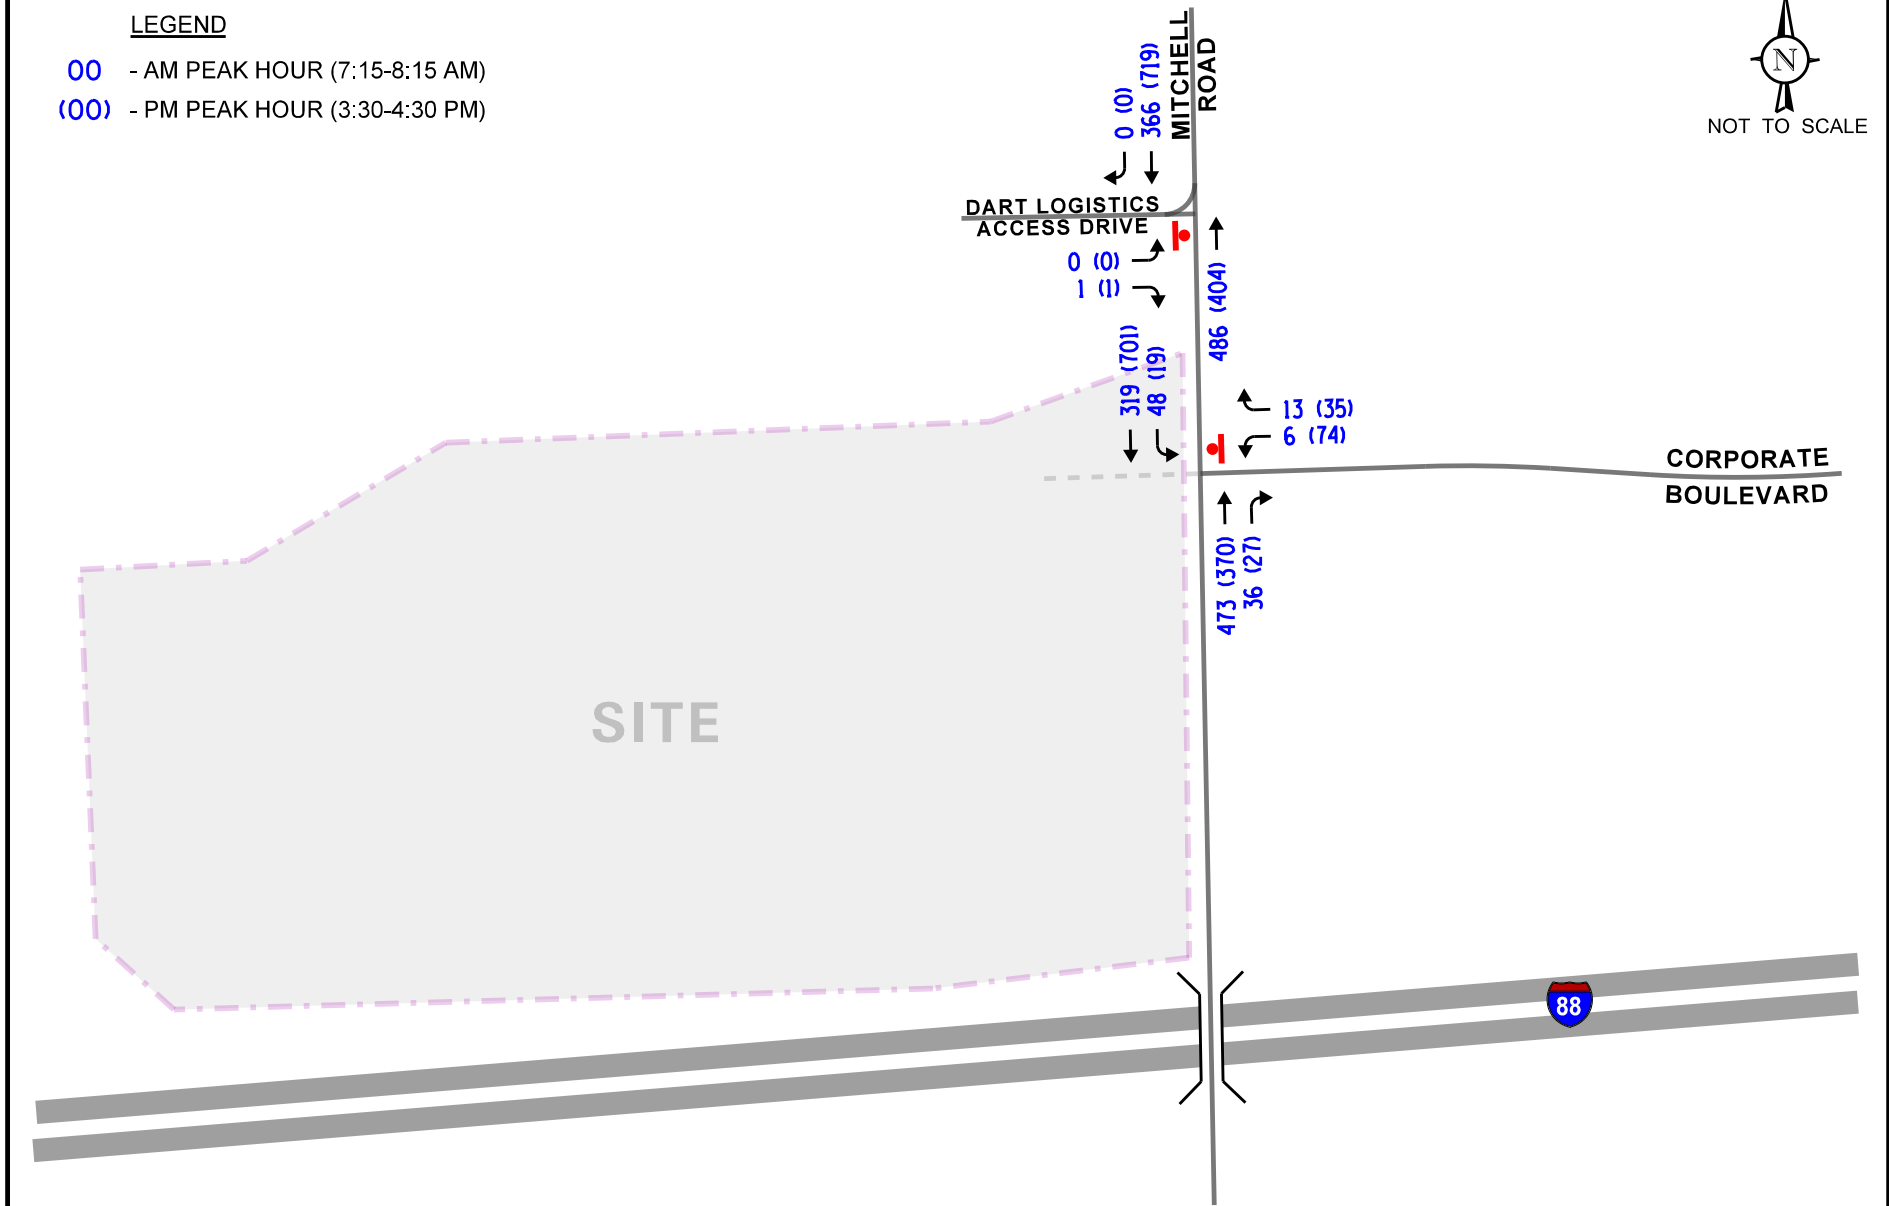 LEGEND
00 - AM PEAK HOUR (7:15-8:15 AM)
(00) - PM PEAK HOUR (3:30-4:30 PM)
N
NOT TO SCALE
MITCHELL
ROAD
0 (0)
366 (719)
DART LOGISTICS
ACCESS DRIVE
0 (0)
1 (1)
486 (404)
319 (701)
48 (19)
13 (35)
6 (74)
CORPORATE
BOULEVARD
473 (370)
36 (27)
SITE
88